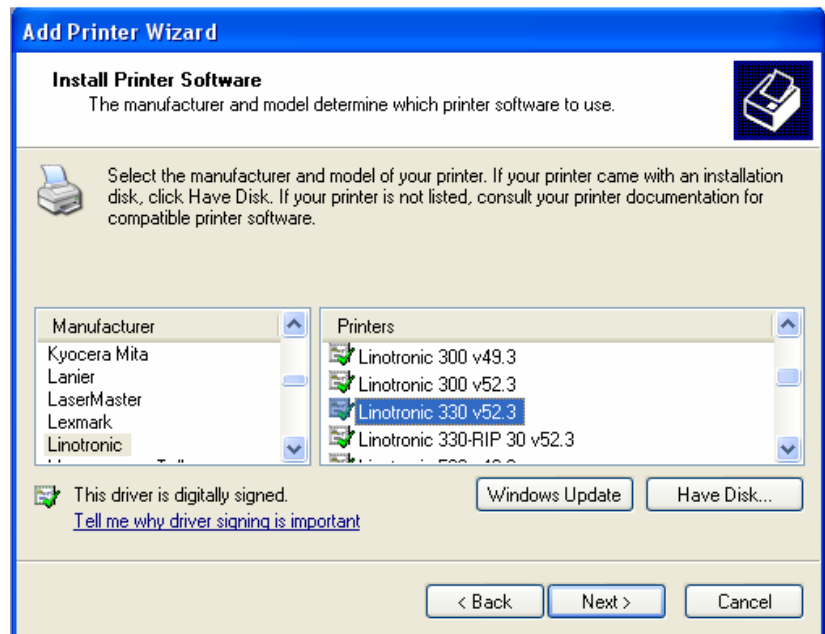 Add Printer Wizard
Install Printer Software
The manufacturer and model determine which printer software to use.
Select the manufacturer and model of your printer. If your printer came with an installation
disk, click Have Disk. If your printer is not listed, consult your printer documentation for
compatible printer software.
Manufacturer
Kyocera Mita
Lanier
LaserMaster
Lexmark
Linotronic
Printers
Linotronic 300 v49.3
Linotronic 300 v52.3
Linotronic 330 v52.3
Linotronic 330-RIP 30 v52.3
This driver is digitally signed.
Tell me why driver signing is important
Windows Update
Have Disk...
< Back
Next >
Cancel